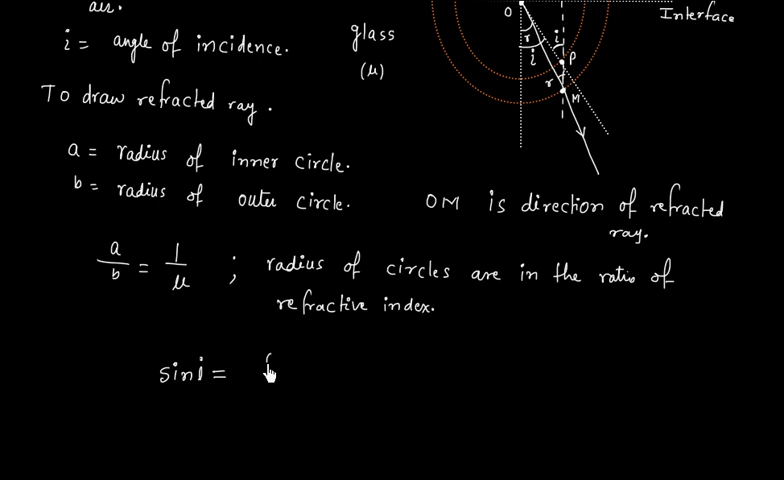 air.
i = angle of incidence.
glass
(μ)
O
Interface
r
i
i
P
r
M
To draw refracted ray.
a = radius of inner circle.
b = radius of outer circle.
OM is direction of refracted
ray.
a/b = 1/μ ; radius of circles are in the ratio of
refractive index.
sini =